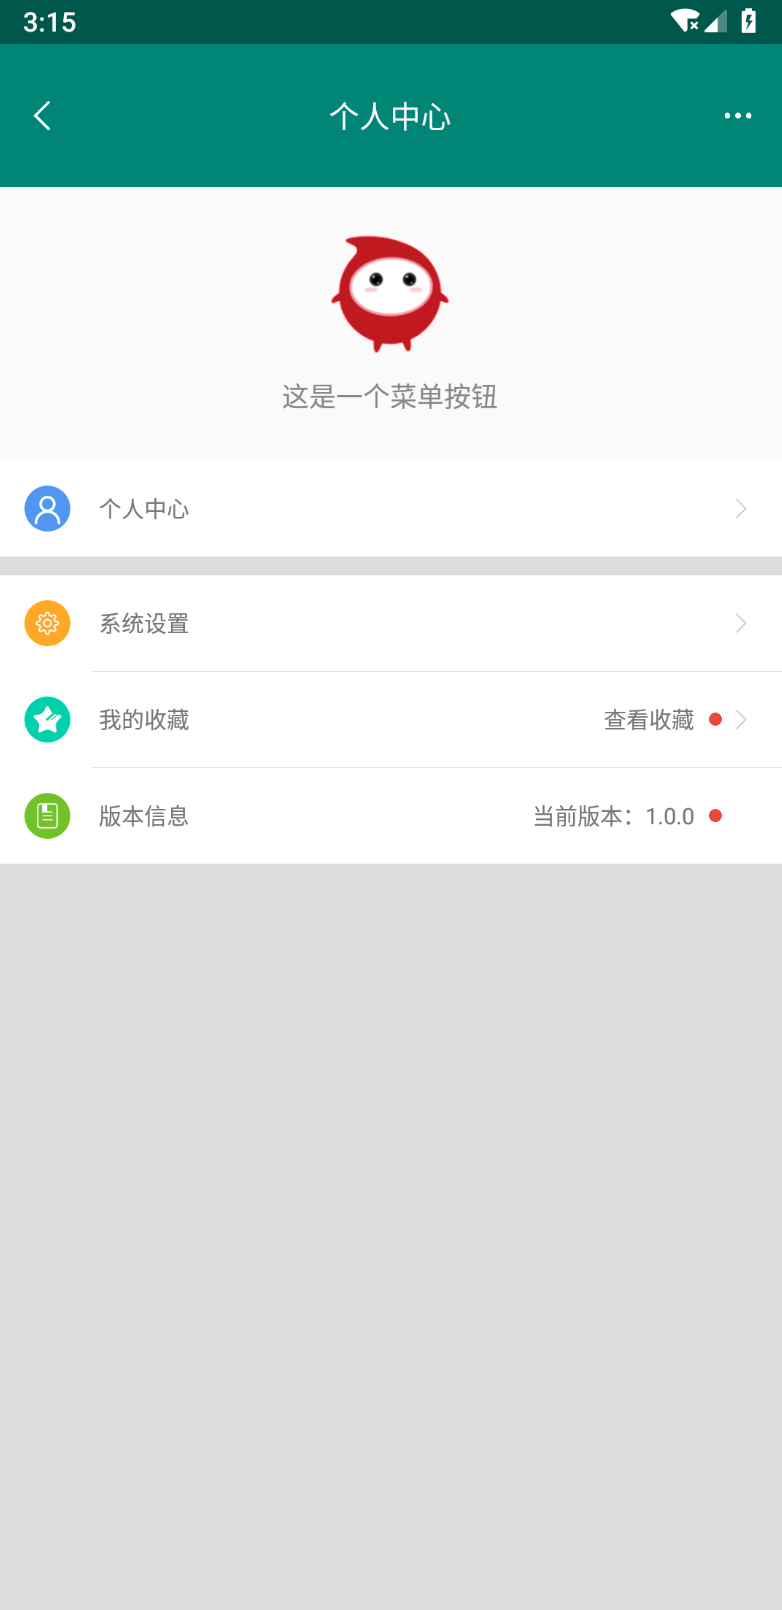 3:15
个人中心
这是一个菜单按钮
个人中心
系统设置
我的收藏 查看收藏
版本信息 当前版本：1.0.0